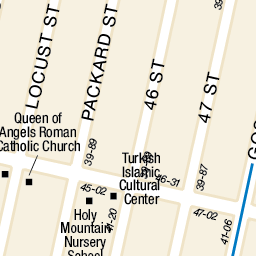 LOCUST ST
PACKARD ST
46 ST
47 ST
GOS
Queen of
Angels Roman
Catholic Church
39-89
Turkish
Islamic
Cultural
Center
46-31
39-87
45-02
47-02
41-06
Holy
Mountain
Nursery
School